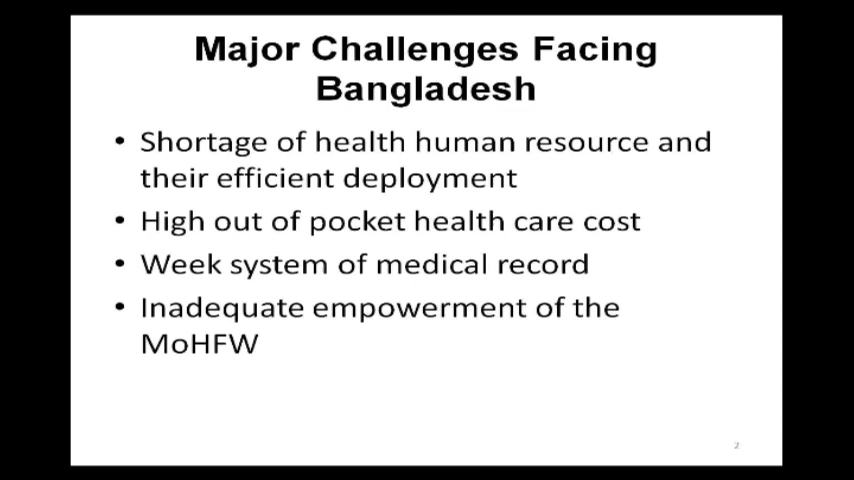 Major Challenges Facing
Bangladesh
• Shortage of health human resource and
their efficient deployment
• High out of pocket health care cost
• Week system of medical record
• Inadequate empowerment of the
MoHFW
2